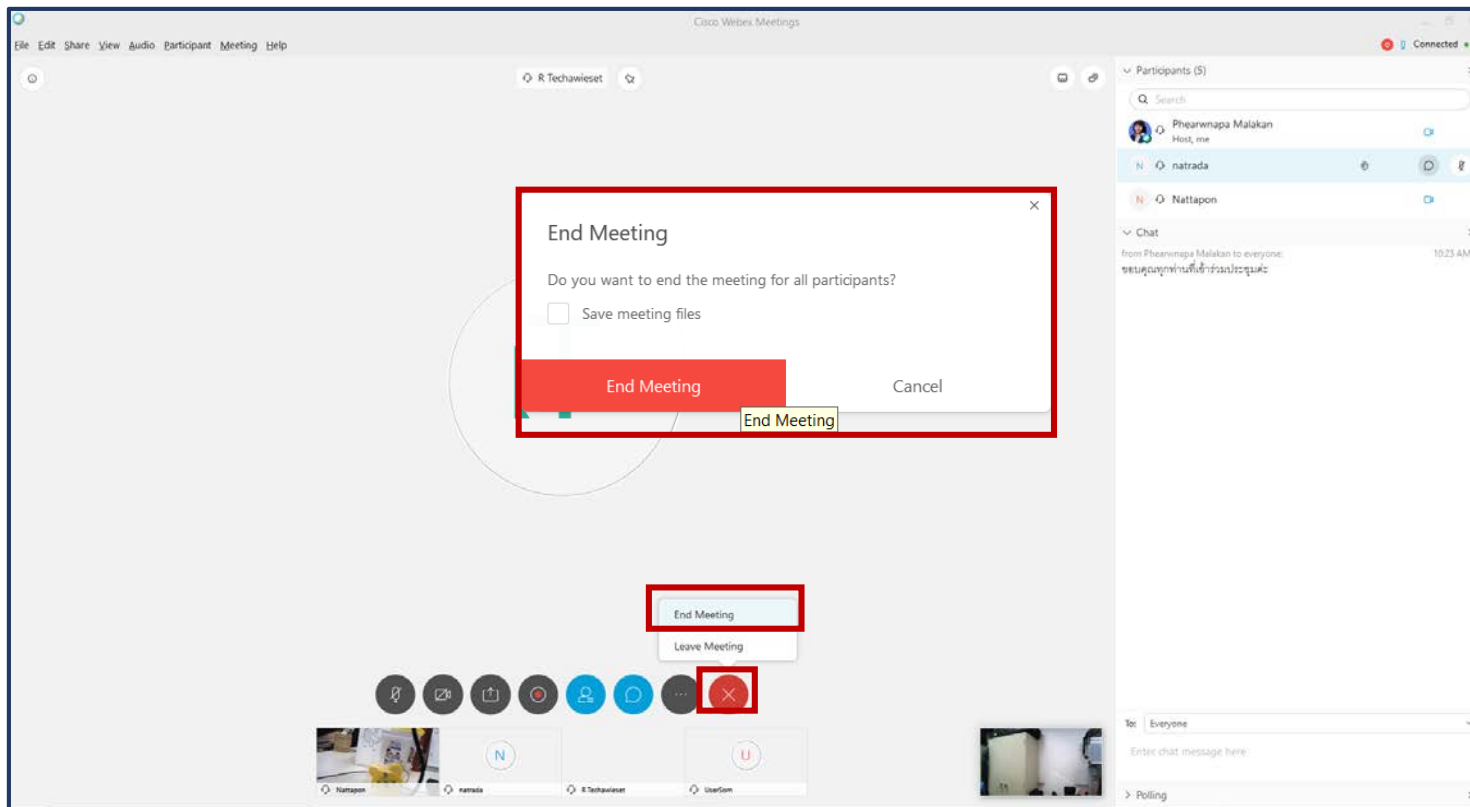 Cisco Webex Meetings
File Edit Share View Audio Participant Meeting Help
Connected
R Techawieset
Participants (5)
Search
Phearwnapa Malakan
Host, me
N natrada
N Nattapon
Chat
from Phearwnapa Malakan to everyone: 10:23 AM
ขอบคุณทุกท่านที่เข้าร่วมประชุมค่ะ
End Meeting
Do you want to end the meeting for all participants?
Save meeting files
End Meeting Cancel
End Meeting
End Meeting
Leave Meeting
N U
Nattapon natrada R Techawieset UserSom
To: Everyone
Enter chat message here
Polling